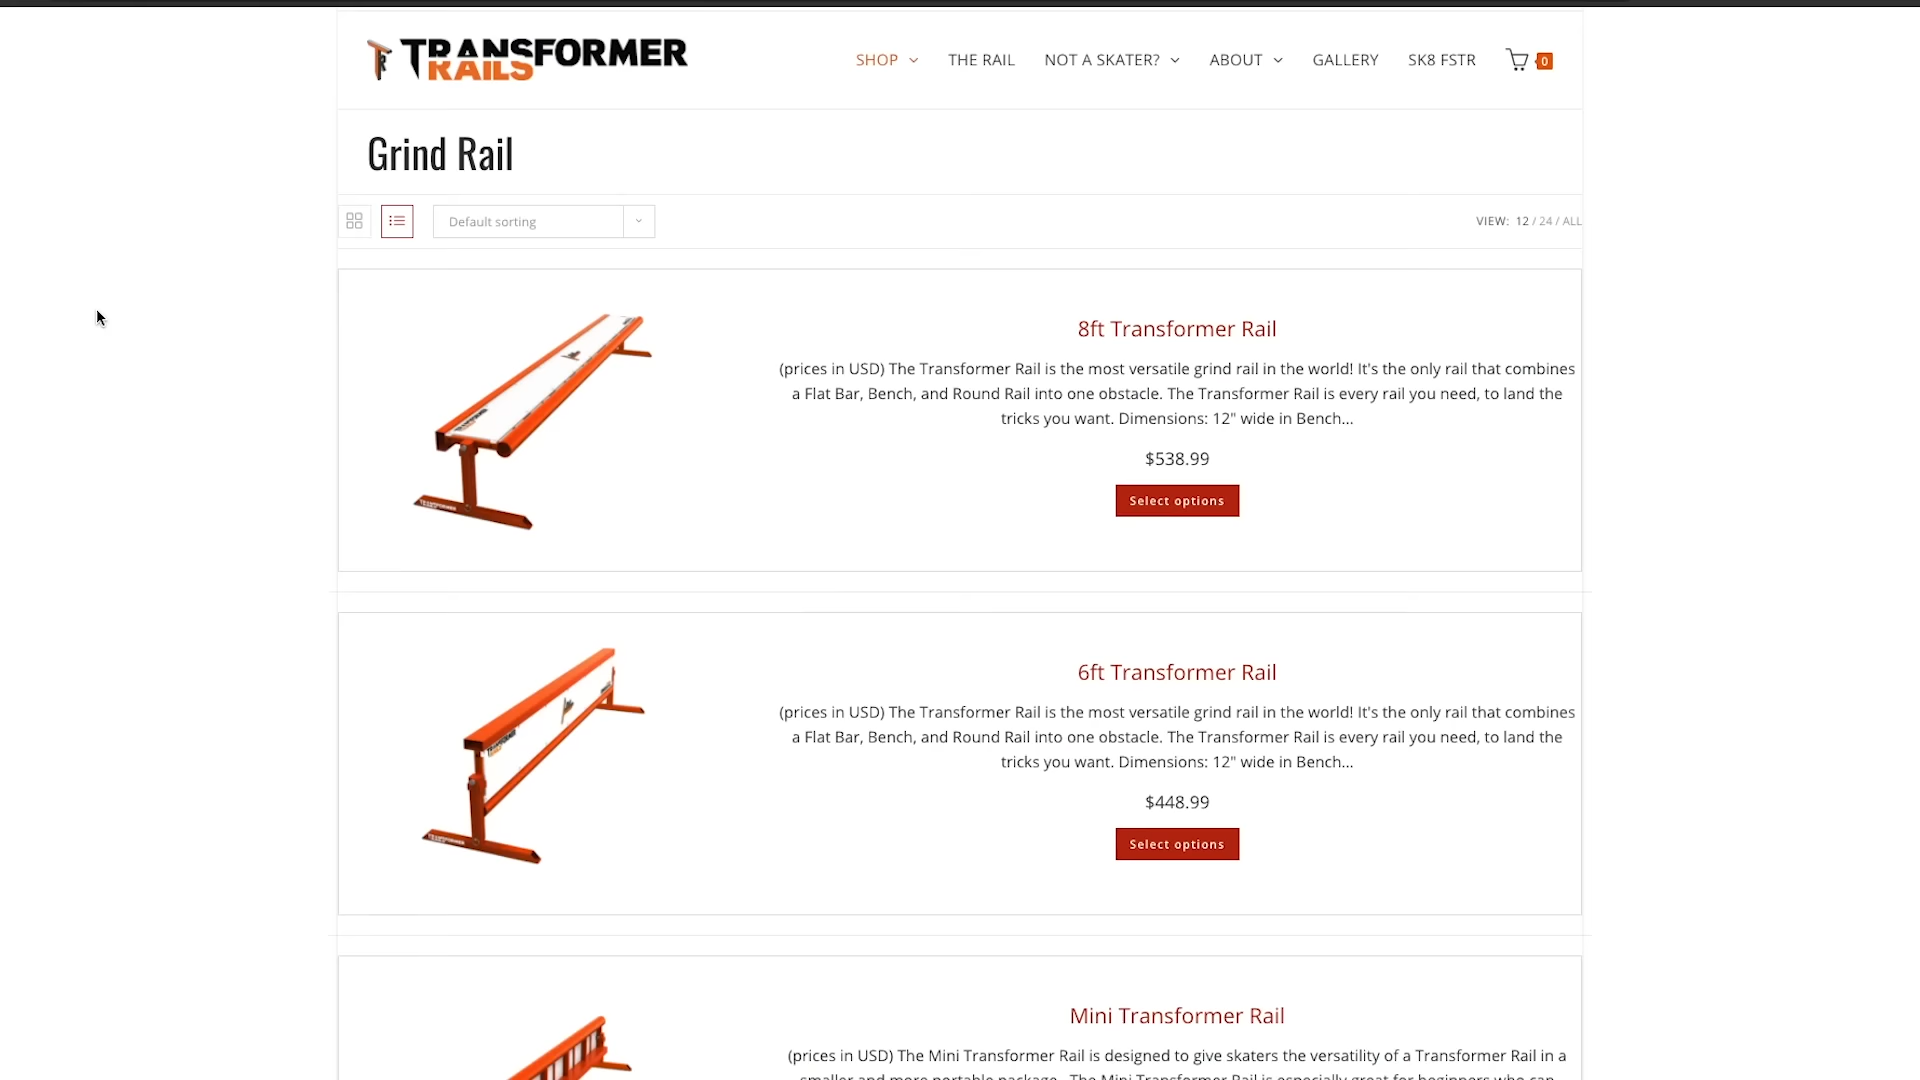 TRANSFORMER
RAILS
SHOP
THE RAIL
NOT A SKATER?
ABOUT
GALLERY
SK8 FSTR
0
Grind Rail
Default sorting
VIEW: 12 / 24 / ALL
8ft Transformer Rail
(prices in USD) The Transformer Rail is the most versatile grind rail in the world! It's the only rail that combines
a Flat Bar, Bench, and Round Rail into one obstacle. The Transformer Rail is every rail you need, to land the
tricks you want. Dimensions: 12" wide in Bench...
$538.99
Select options
6ft Transformer Rail
(prices in USD) The Transformer Rail is the most versatile grind rail in the world! It's the only rail that combines
a Flat Bar, Bench, and Round Rail into one obstacle. The Transformer Rail is every rail you need, to land the
tricks you want. Dimensions: 12" wide in Bench...
$448.99
Select options
Mini Transformer Rail
(prices in USD) The Mini Transformer Rail is designed to give skaters the versatility of a Transformer Rail in a
smaller and more portable package. The Mini Transformer Rail is especially great for beginners who can